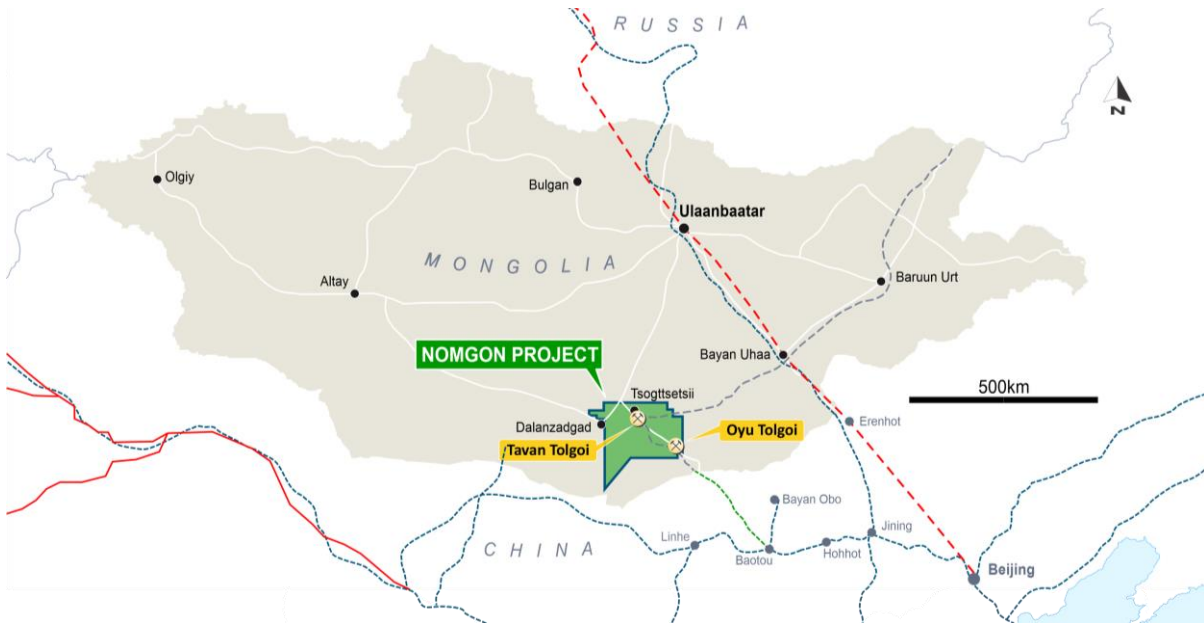 RUSSIA
N
Olgiy
Bulgan
Ulaanbaatar
MONGOLIA
Altay
Baruun Urt
NOMGON PROJECT
Bayan Uhaa
500km
Tsogttsetsii
Dalanzadgad
Oyu Tolgoi
Erenhot
Tavan Tolgoi
Bayan Obo
CHINA
Linhe
Jining
Baotou
Hohhot
Beijing